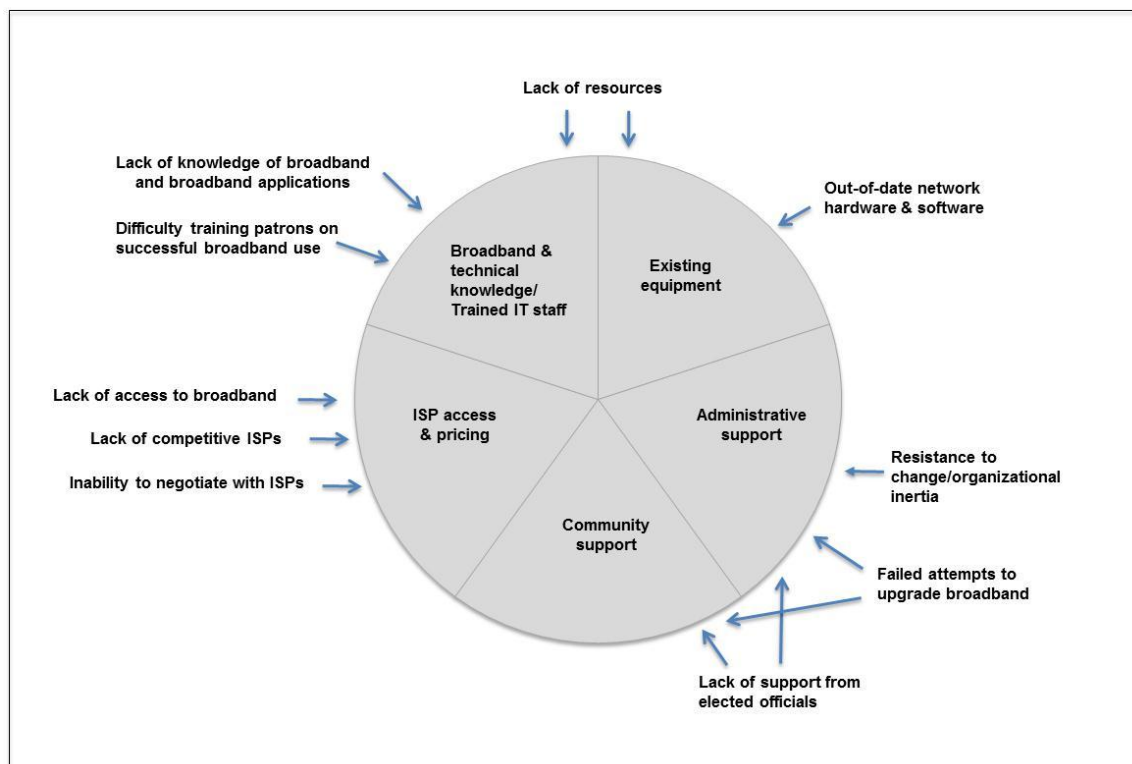 Lack of resources
Lack of knowledge of broadband
and broadband applications
Difficulty training patrons on
successful broadband use
Out-of-date network
hardware & software
Broadband &
technical
knowledge/
Trained IT staff
Existing
equipment
Lack of access to broadband
Lack of competitive ISPs
Inability to negotiate with ISPs
ISP access
& pricing
Administrative
support
Community
support
Resistance to
change/organizational
inertia
Failed attempts to
upgrade broadband
Lack of support from
elected officials